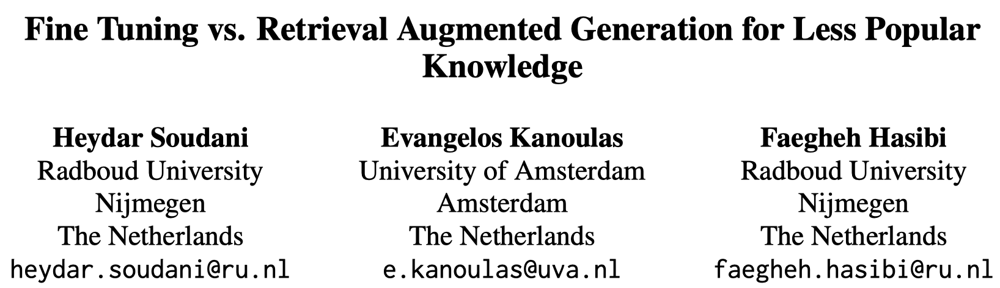 Fine Tuning vs. Retrieval Augmented Generation for Less Popular
Knowledge
Heydar Soudani
Radboud University
Nijmegen
The Netherlands
heydar.soudani@ru.nl
Evangelos Kanoulas
University of Amsterdam
Amsterdam
The Netherlands
e.kanoulas@uva.nl
Faegheh Hasibi
Radboud University
Nijmegen
The Netherlands
faegheh.hasibi@ru.nl